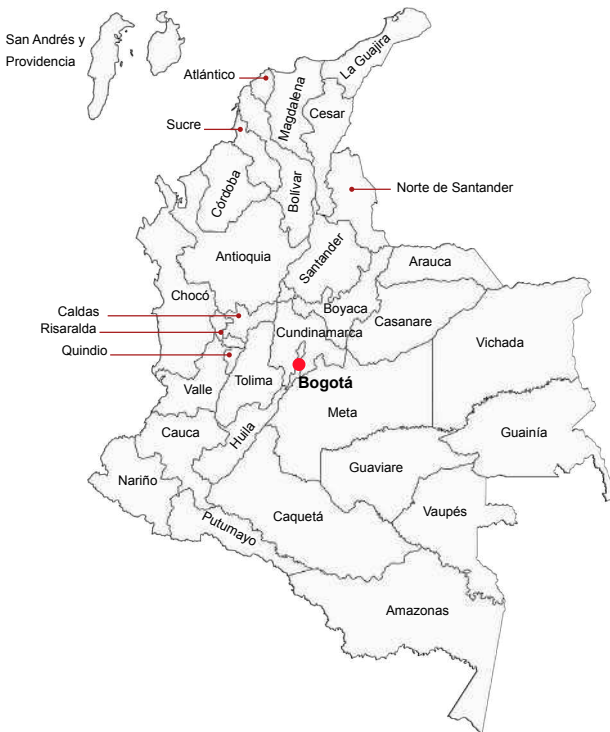 San Andrés y
Providencia
La Guajira
Atlántico
Magdalena
Cesar
Sucre
Bolívar
Córdoba
Norte de Santander
Antioquia
Santander
Arauca
Chocó
Caldas
Boyaca
Casanare
Risaralda
Cundinamarca
Vichada
Quindio
Bogotá
Valle
Tolima
Meta
Cauca
Huila
Guainía
Guaviare
Nariño
Caquetá
Vaupés
Putumayo
Amazonas